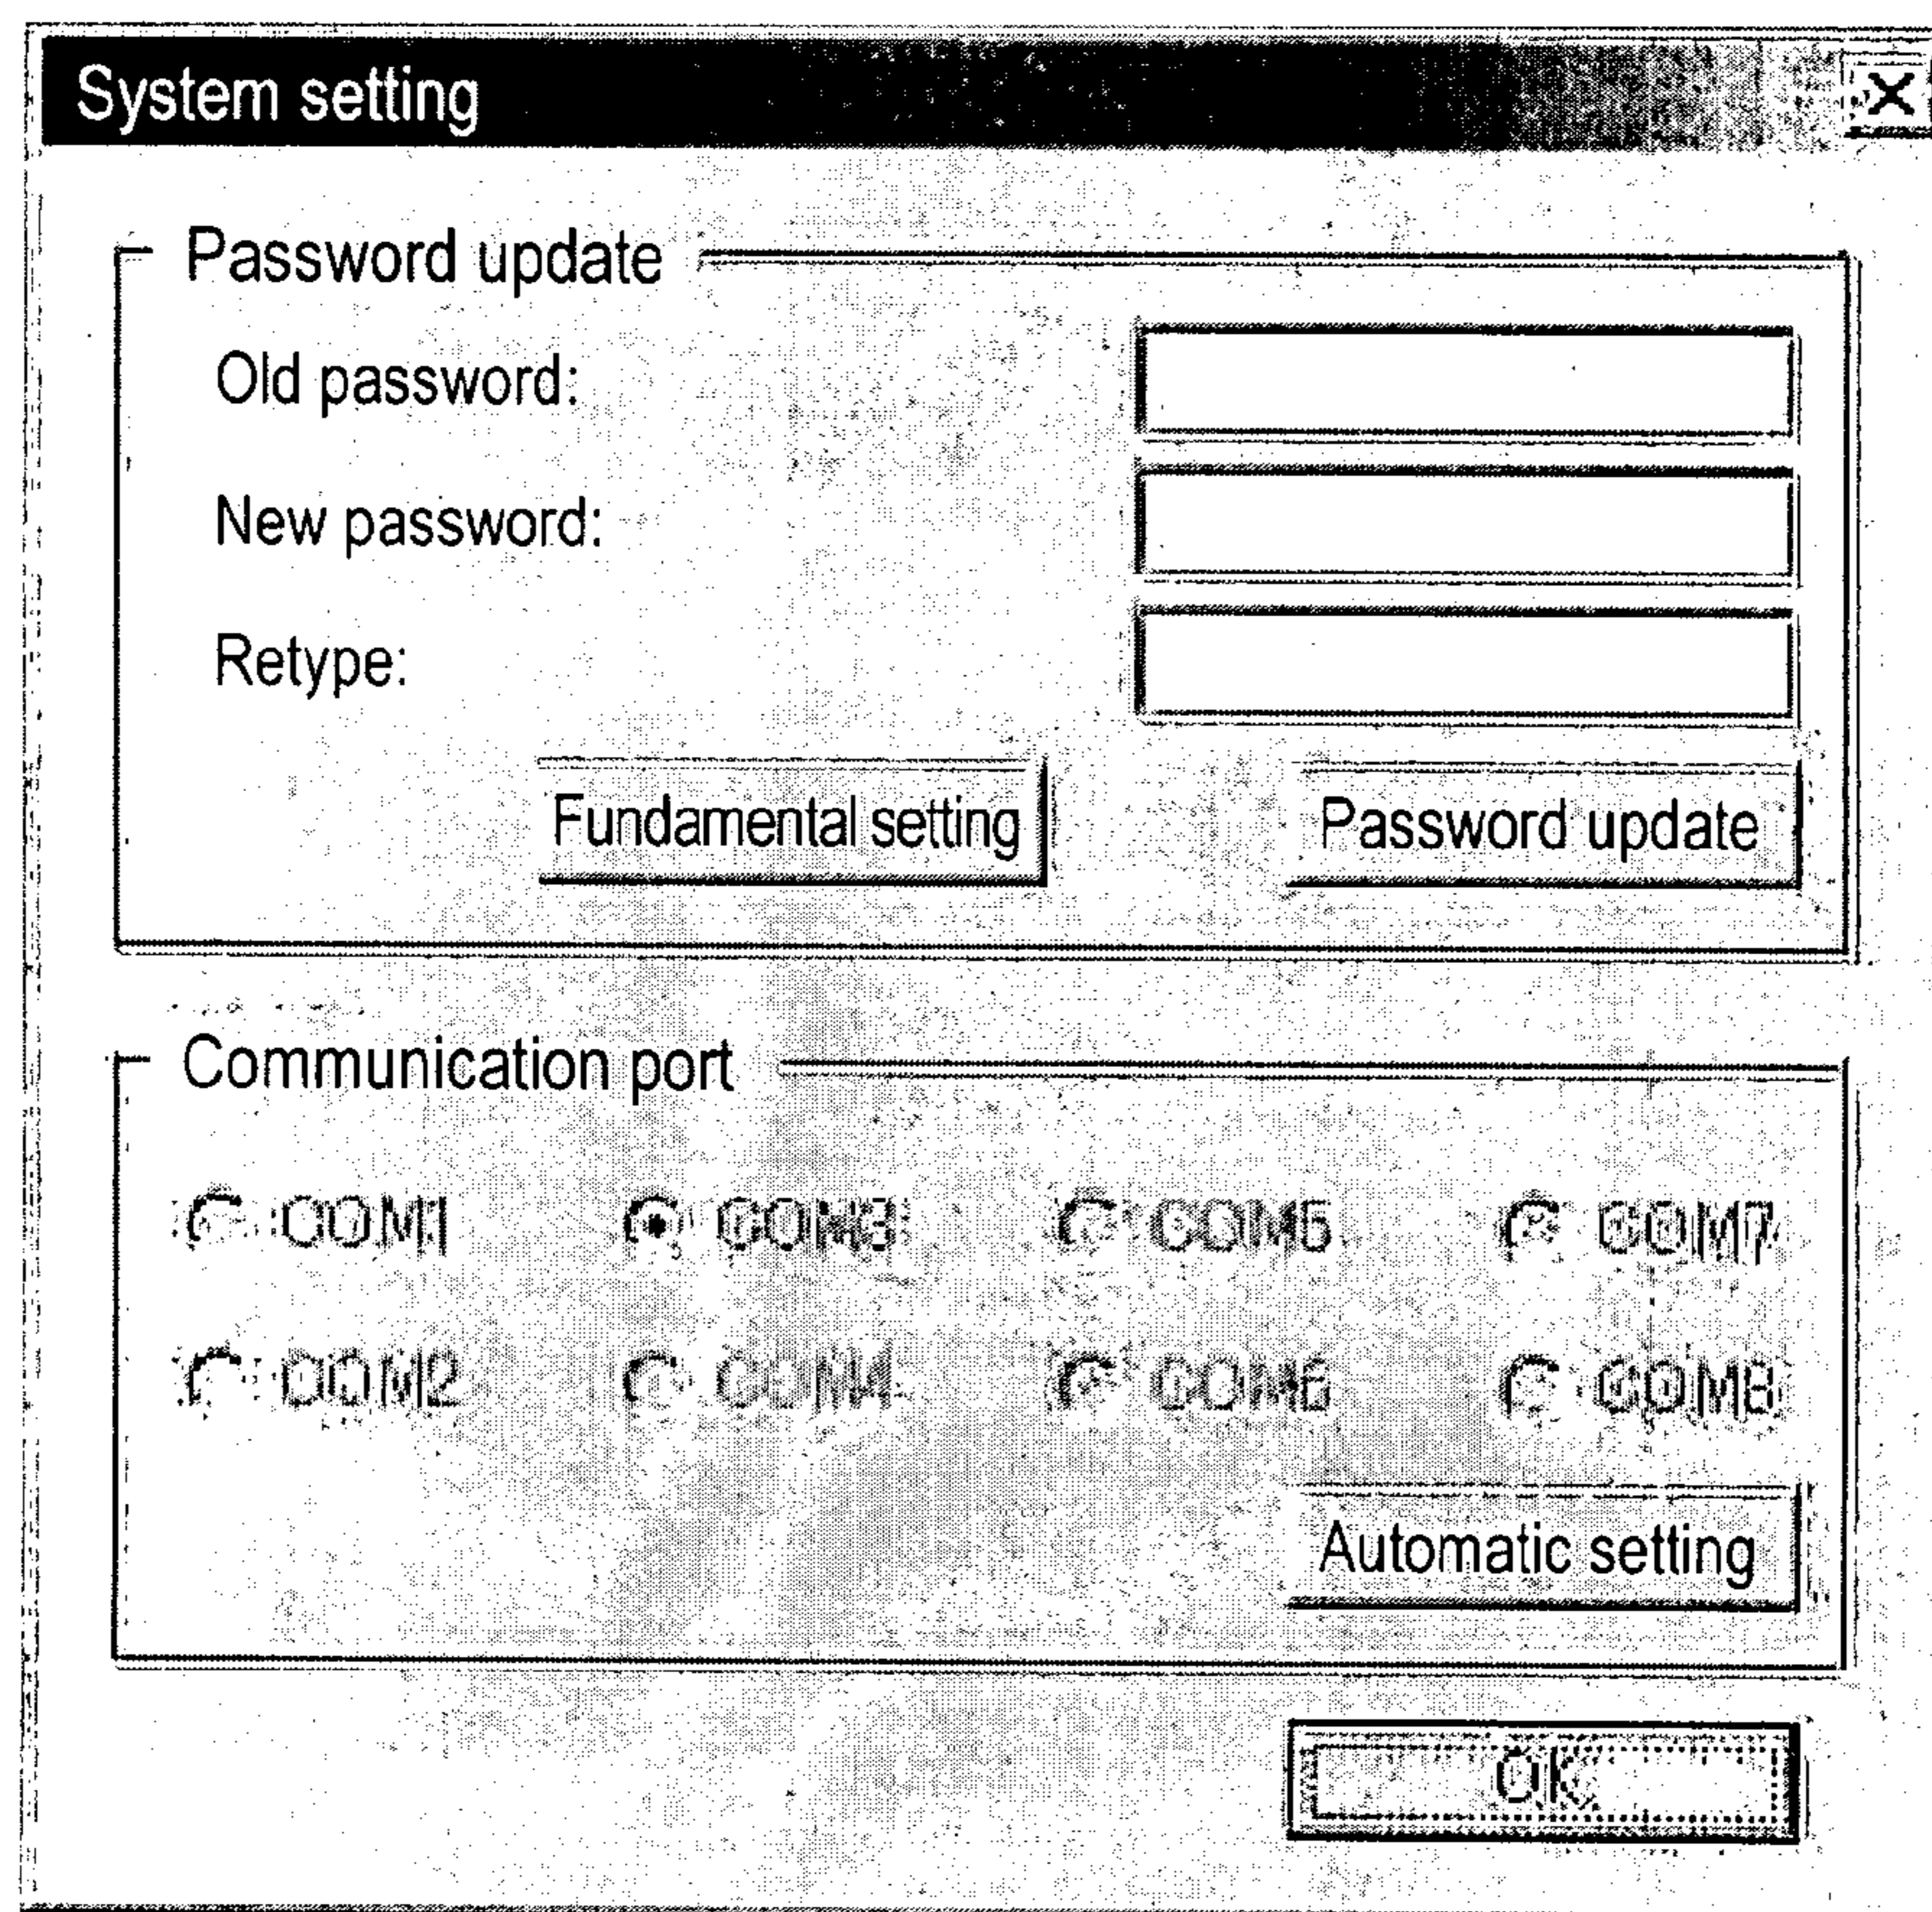 System setting
Password update
Old password:
New password:
Retype:
Fundamental setting Password update
Communication port
COM1 COM3 COM5 COM7
COM2 COM4 COM6 COM8
Automatic setting
OK